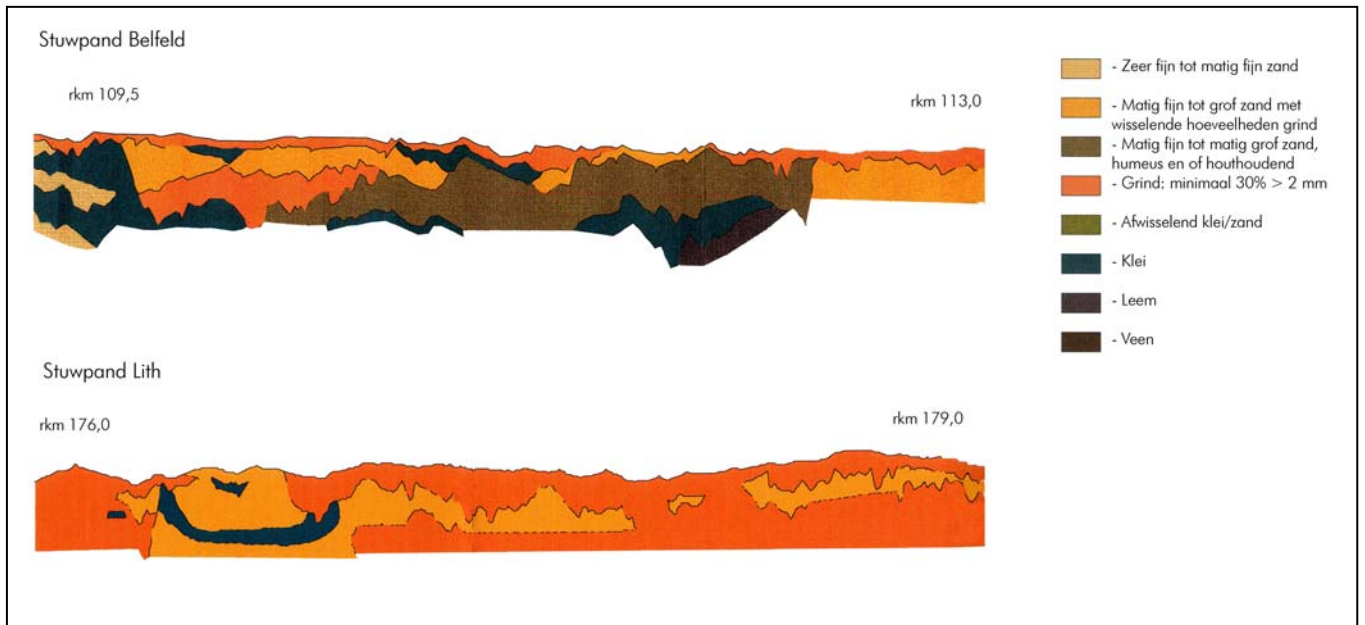 Stuwpand Belfeld
rkm 109,5
rkm 113,0
- Zeer fijn tot matig fijn zand
- Matig fijn tot grof zand met
wisselende hoeveelheden grind
- Matig fijn tot matig grof zand,
humeus en of houthoudend
- Grind: minimaal 30% > 2 mm
- Afwisselend klei/zand
- Klei
- Leem
- Veen
Stuwpand Lith
rkm 176,0
rkm 179,0